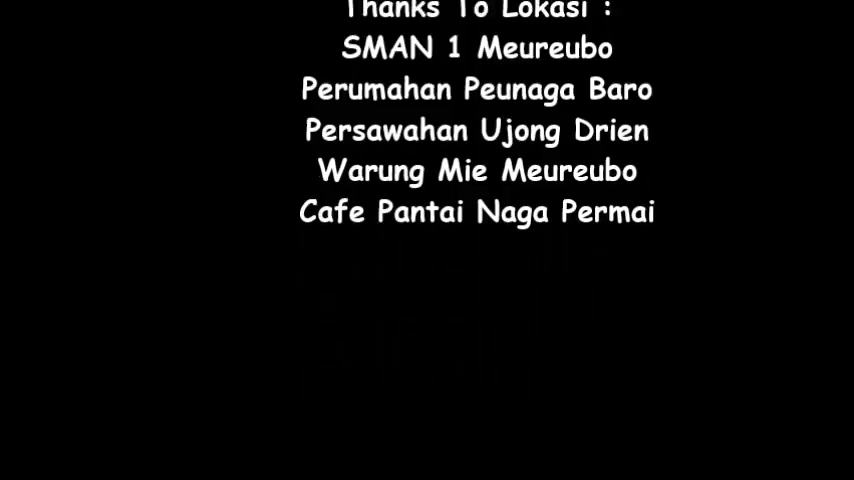 Thanks To Lokasi :
SMAN 1 Meureubo
Perumahan Peunaga Baro
Persawahan Ujong Drien
Warung Mie Meureubo
Cafe Pantai Naga Permai